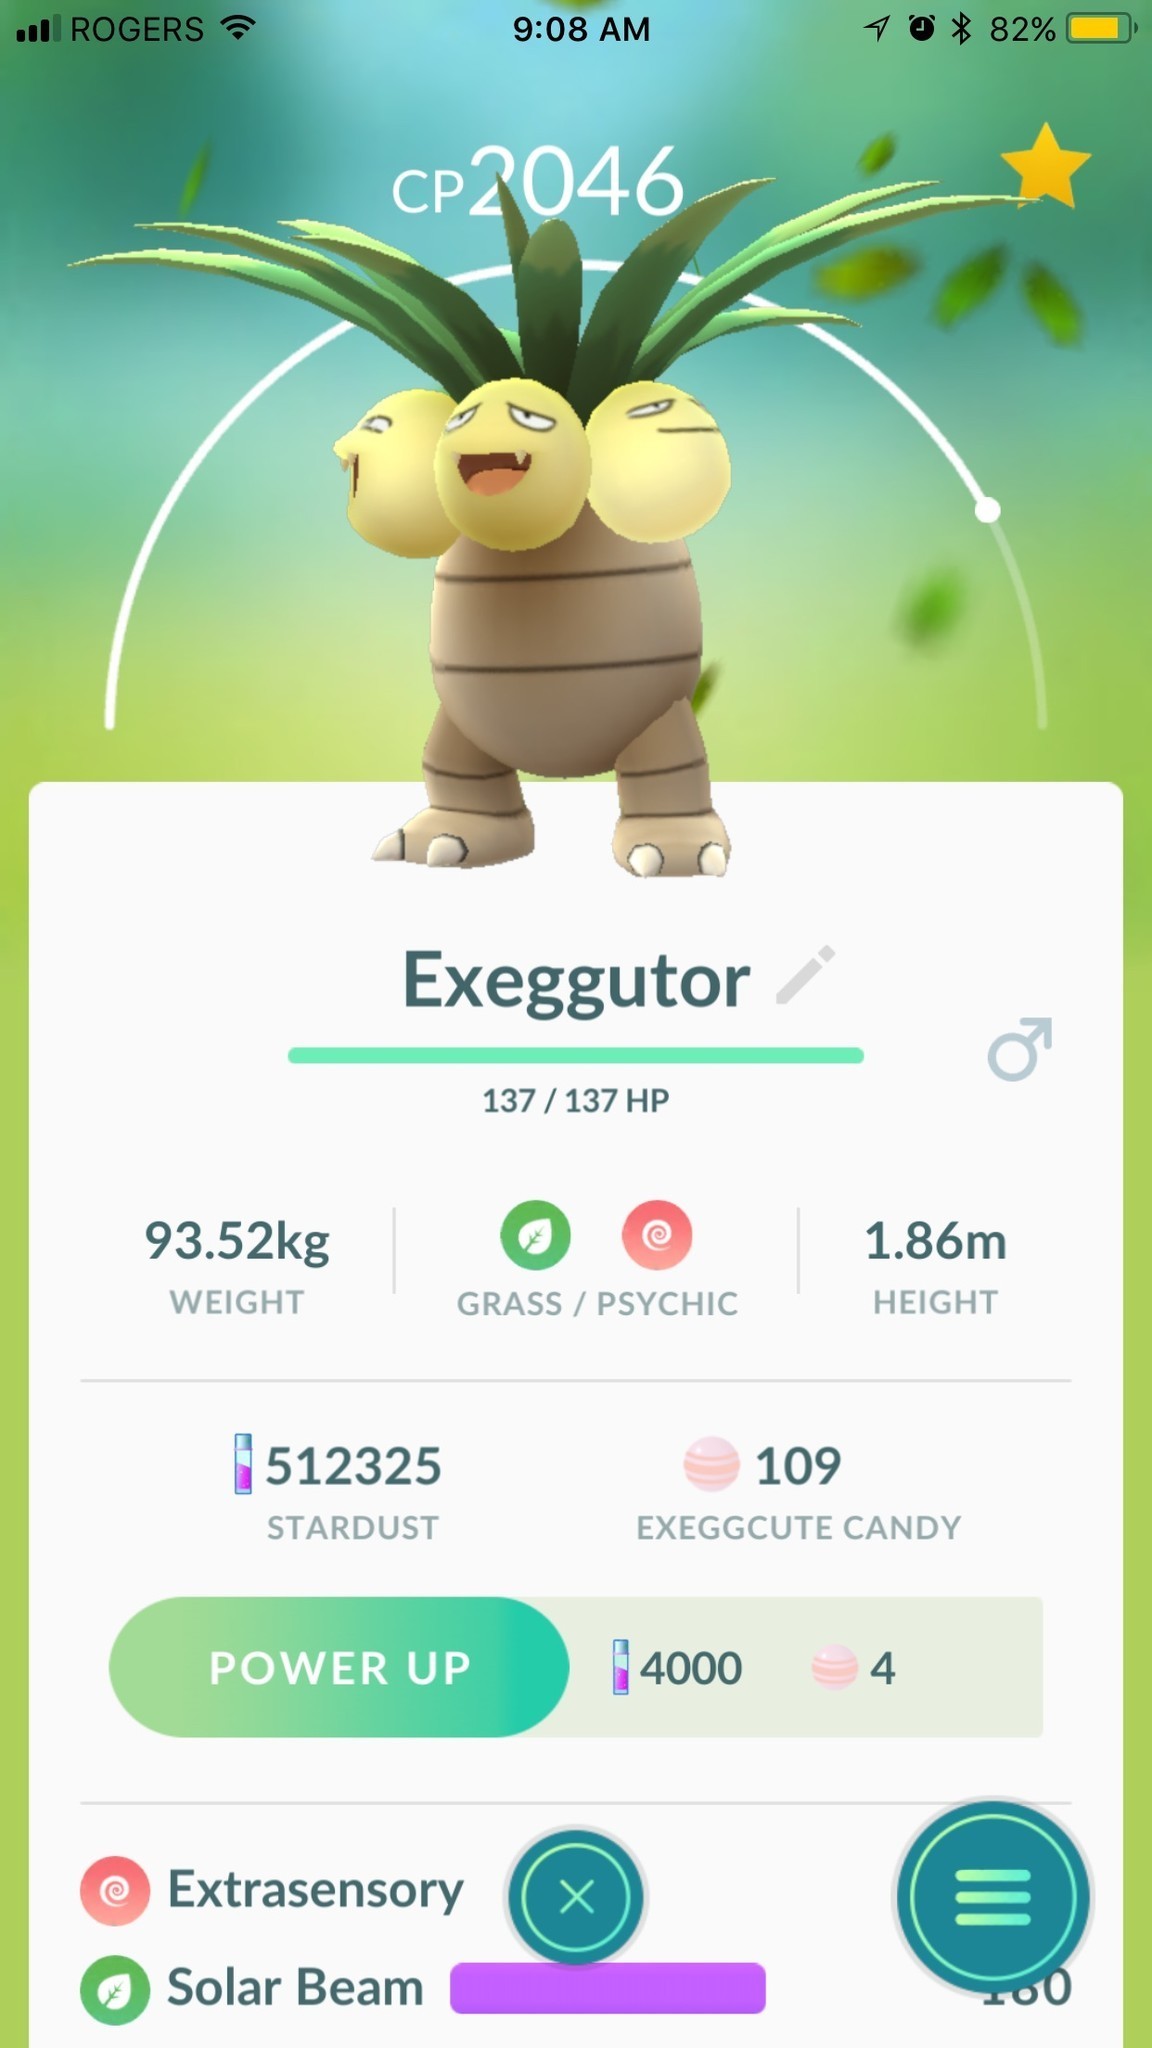 ROGERS 9:08 AM 82%
CP2046
Exeggutor
137 / 137 HP
93.52kg
WEIGHT
GRASS / PSYCHIC
1.86m
HEIGHT
512325
STARDUST
109
EXEGGCUTE CANDY
POWER UP 4000 4
Extrasensory
Solar Beam 180